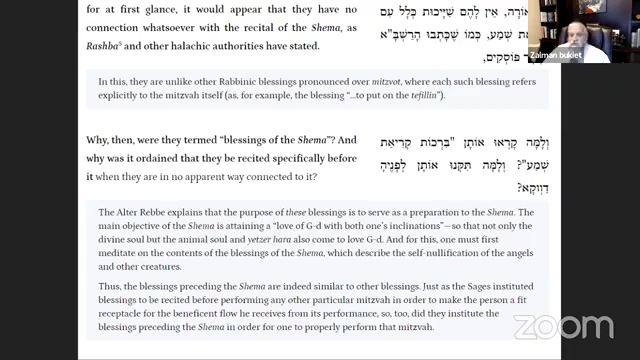 for at first glance, it would appear that they have no
connection whatsoever with the recital of the Shema, as
Rashba⁵ and other halachic authorities have stated.
אוֹרָה, אֵין לָהֶם שַׁיָּיכוּת כְּלָל עִם
שְׁמַע, כְּמוֹ שֶׁכָּתְבוּ הָרַשְׁבָּ"א
פּוֹסְקִים,
Zalman bukiet
In this, they are unlike other Rabbinic blessings pronounced over mitzvot, where each such blessing refers
explicitly to the mitzvah itself (as, for example, the blessing “...to put on the tefillin”).
Why, then, were they termed “blessings of the Shema”? And
why was it ordained that they be recited specifically before
it when they are in no apparent way connected to it?
וְלָמָּה קָרְאוּ אוֹתָן "בִּרְכוֹת קְרִיאַת
שְׁמַע"? וְלָמָּה תִּקְּנוּ אוֹתָן לְפָנֶיהָ
דַּוְוקָא?
The Alter Rebbe explains that the purpose of these blessings is to serve as a preparation to the Shema. The
main objective of the Shema is attaining a “love of G-d with both one’s inclinations”—so that not only the
divine soul but the animal soul and yetzer hara also come to love G-d. And for this, one must first
meditate on the contents of the blessings of the Shema, which describe the self-nullification of the angels
and other creatures.
Thus, the blessings preceding the Shema are indeed similar to other blessings. Just as the Sages instituted
blessings to be recited before performing any other particular mitzvah in order to make the person a fit
receptacle for the beneficent flow he receives from its performance, so, too, did they institute the
blessings preceding the Shema in order for one to properly perform that mitzvah.
zoom